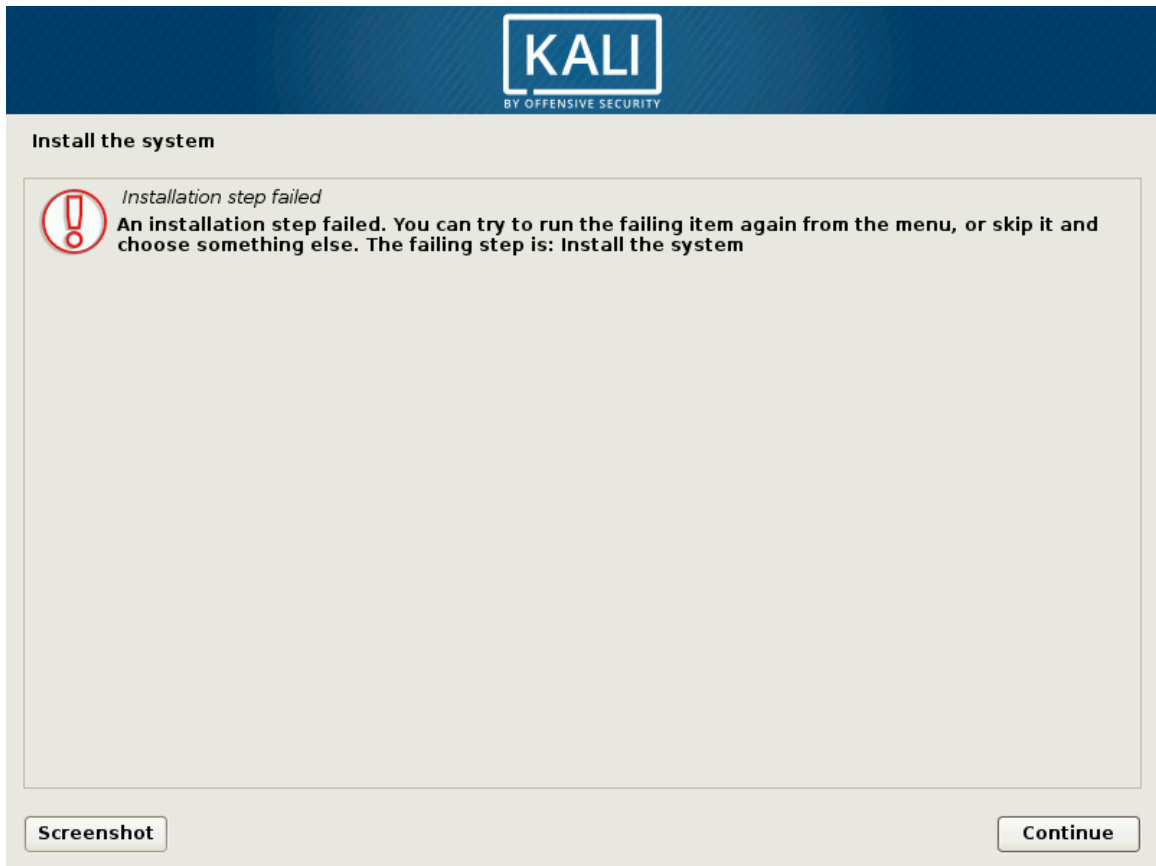 KALI
BY OFFENSIVE SECURITY
Install the system
Installation step failed
An installation step failed. You can try to run the failing item again from the menu, or skip it and
choose something else. The failing step is: Install the system
Screenshot
Continue